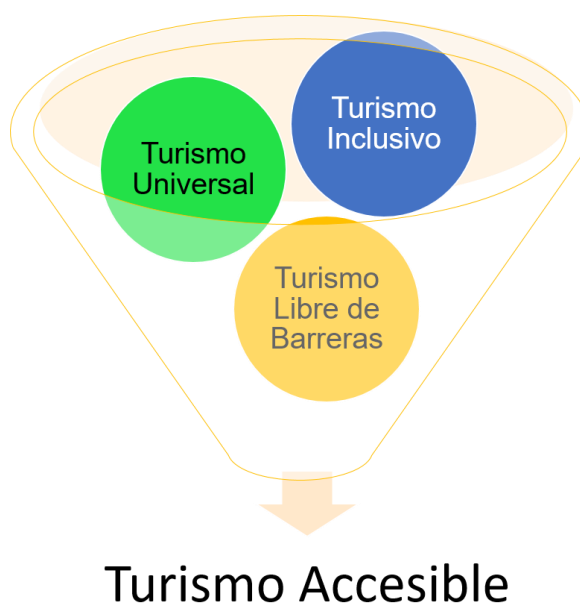 Turismo
Universal
Turismo
Inclusivo
Turismo
Libre de
Barreras
Turismo Accesible